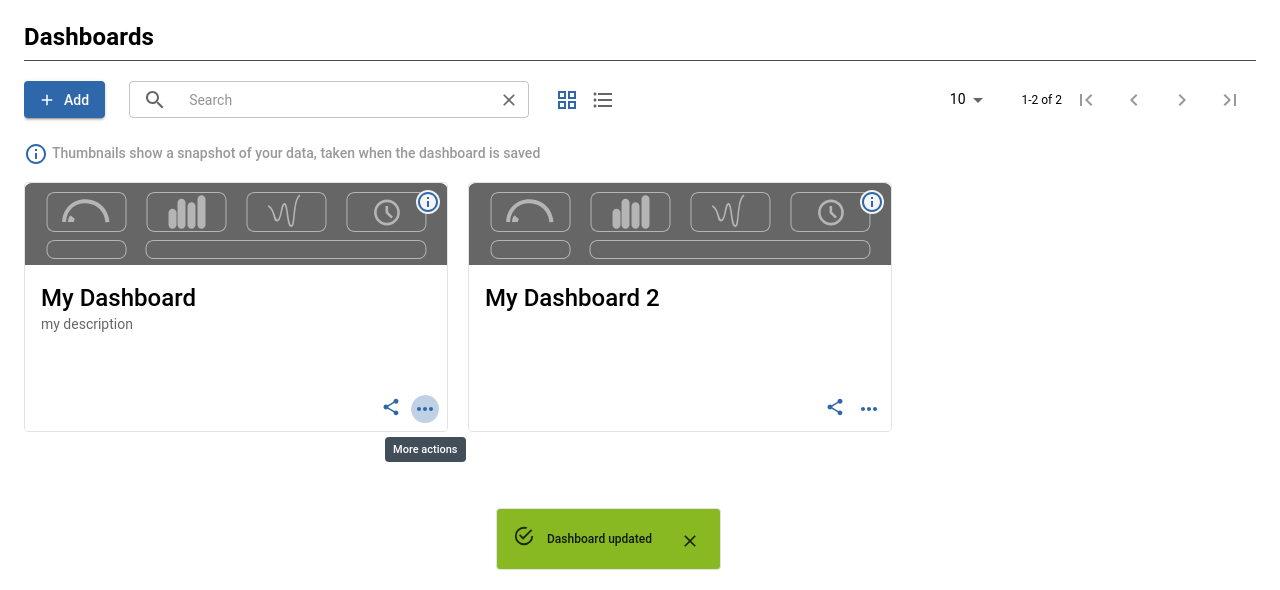 Dashboards
Add
Search
10
1-2 of 2
Thumbnails show a snapshot of your data, taken when the dashboard is saved
My Dashboard
my description
My Dashboard 2
More actions
Dashboard updated